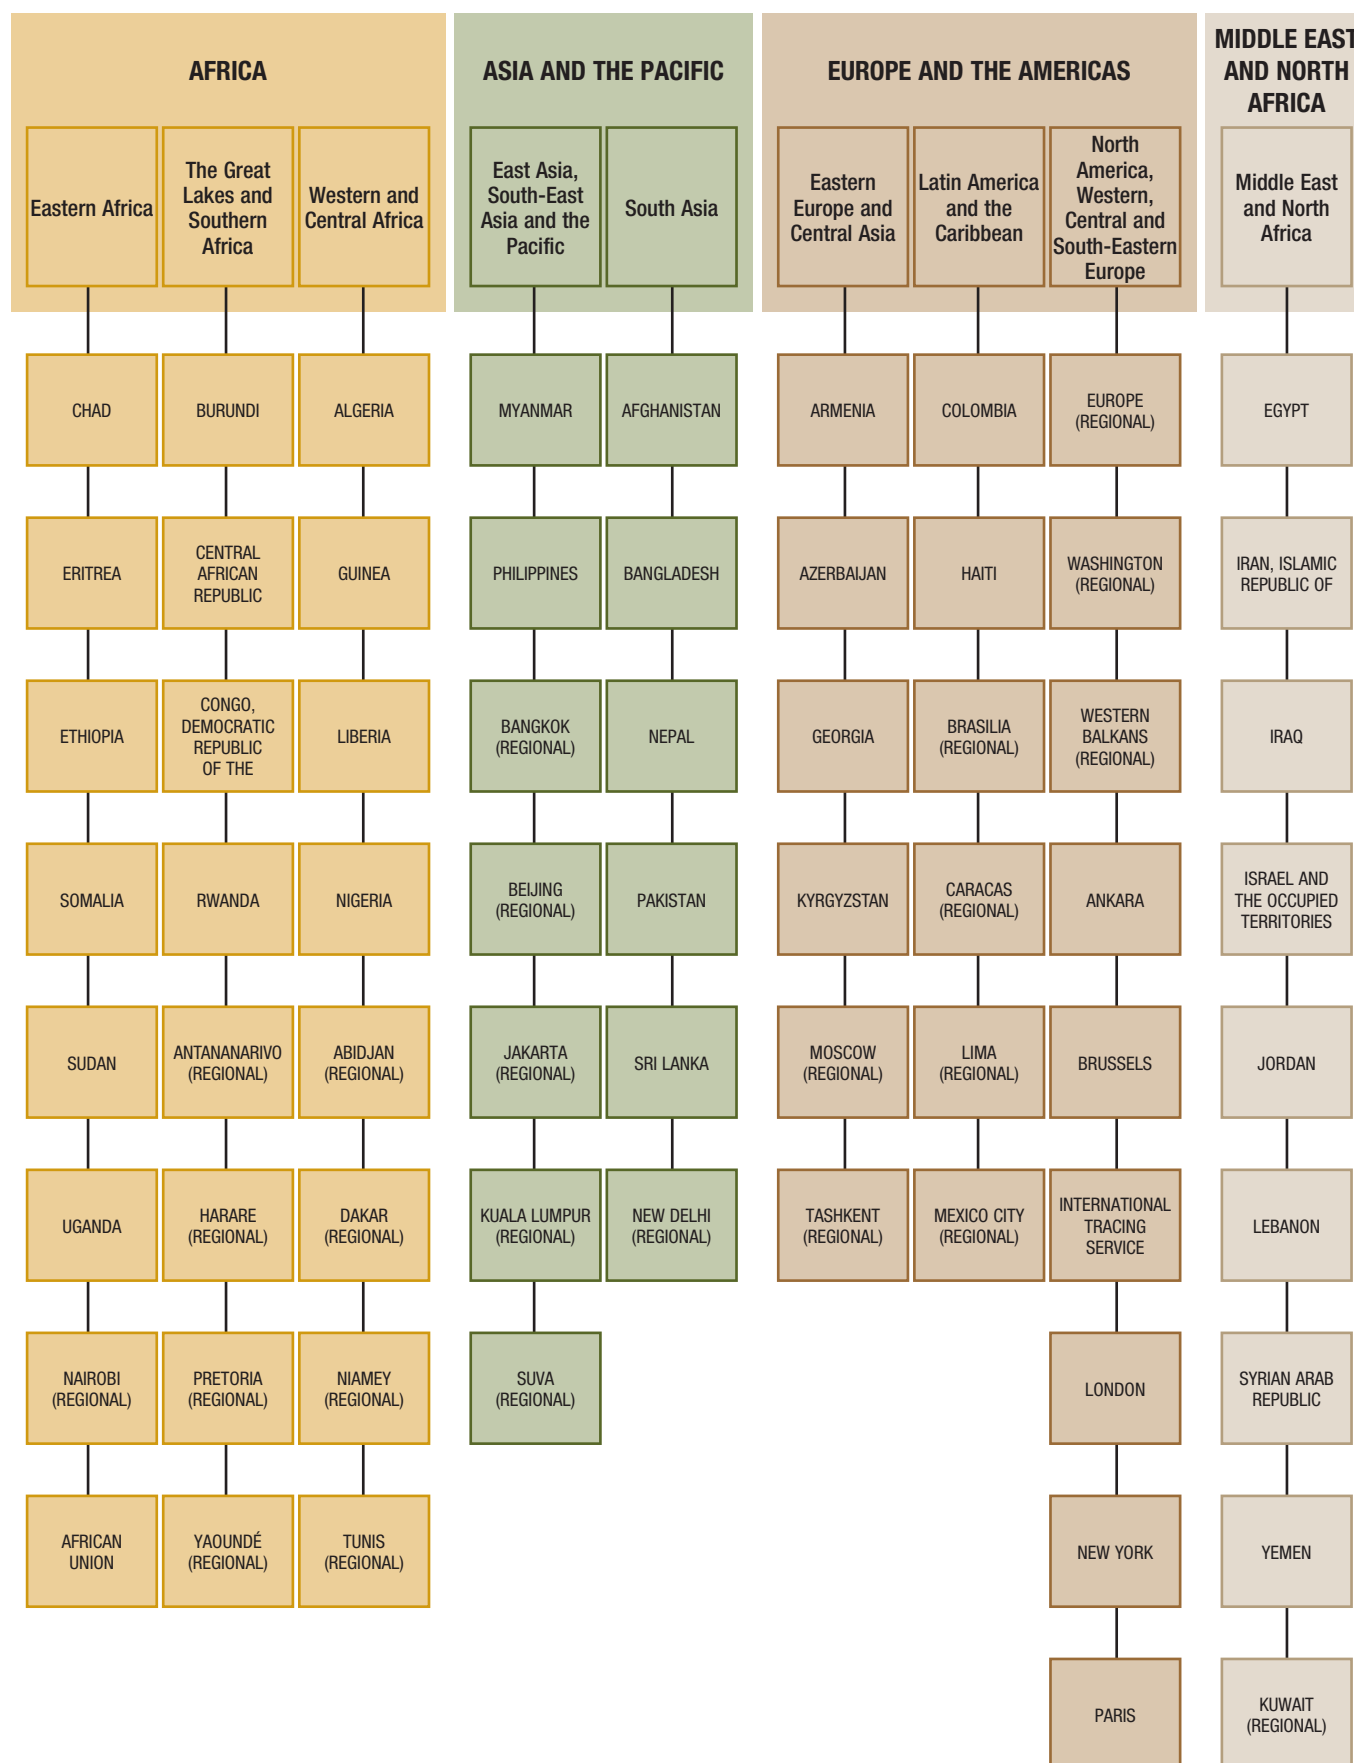 AFRICA
Eastern Africa
The Great
Lakes and
Southern
Africa
Western and
Central Africa
CHAD
BURUNDI
ALGERIA
ERITREA
CENTRAL
AFRICAN
REPUBLIC
GUINEA
ETHIOPIA
CONGO,
DEMOCRATIC
REPUBLIC
OF THE
LIBERIA
SOMALIA
RWANDA
NIGERIA
SUDAN
ANTANANARIVO
(REGIONAL)
ABIDJAN
(REGIONAL)
UGANDA
HARARE
(REGIONAL)
DAKAR
(REGIONAL)
NAIROBI
(REGIONAL)
PRETORIA
(REGIONAL)
NIAMEY
(REGIONAL)
AFRICAN
UNION
YAOUNDÉ
(REGIONAL)
TUNIS
(REGIONAL)
ASIA AND THE PACIFIC
East Asia,
South-East
Asia and the
Pacific
South Asia
MYANMAR
AFGHANISTAN
PHILIPPINES
BANGLADESH
BANGKOK
(REGIONAL)
NEPAL
BEIJING
(REGIONAL)
PAKISTAN
JAKARTA
(REGIONAL)
SRI LANKA
KUALA LUMPUR
(REGIONAL)
NEW DELHI
(REGIONAL)
SUVA
(REGIONAL)
EUROPE AND THE AMERICAS
Eastern
Europe and
Central Asia
Latin America
and the
Caribbean
North
America,
Western,
Central and
South-Eastern
Europe
ARMENIA
COLOMBIA
EUROPE
(REGIONAL)
AZERBAIJAN
HAITI
WASHINGTON
(REGIONAL)
GEORGIA
BRASILIA
(REGIONAL)
WESTERN
BALKANS
(REGIONAL)
KYRGYZSTAN
CARACAS
(REGIONAL)
ANKARA
MOSCOW
(REGIONAL)
LIMA
(REGIONAL)
BRUSSELS
TASHKENT
(REGIONAL)
MEXICO CITY
(REGIONAL)
INTERNATIONAL
TRACING
SERVICE
LONDON
NEW YORK
PARIS
MIDDLE EAST
AND NORTH
AFRICA
Middle East
and North
Africa
EGYPT
IRAN, ISLAMIC
REPUBLIC OF
IRAQ
ISRAEL AND
THE OCCUPIED
TERRITORIES
JORDAN
LEBANON
SYRIAN ARAB
REPUBLIC
YEMEN
KUWAIT
(REGIONAL)